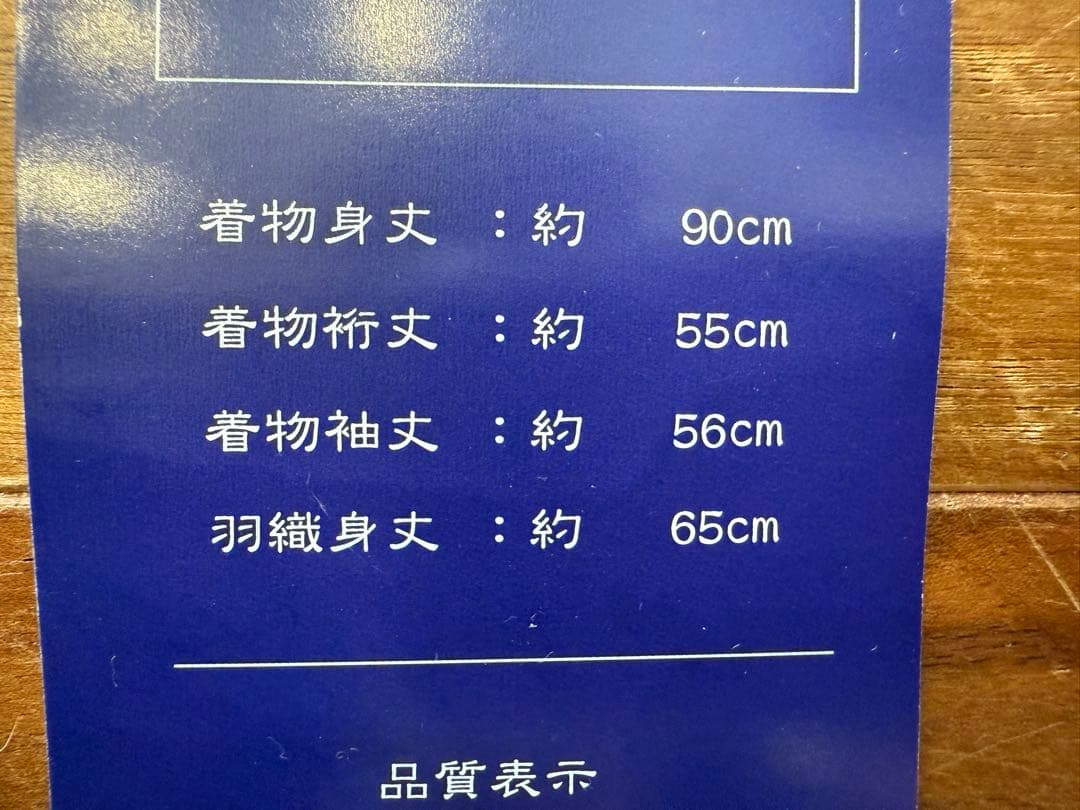 着物身丈 ：約 90cm
着物裄丈 ：約 55cm
着物袖丈 ：約 56cm
羽織身丈 ：約 65cm
品質表示